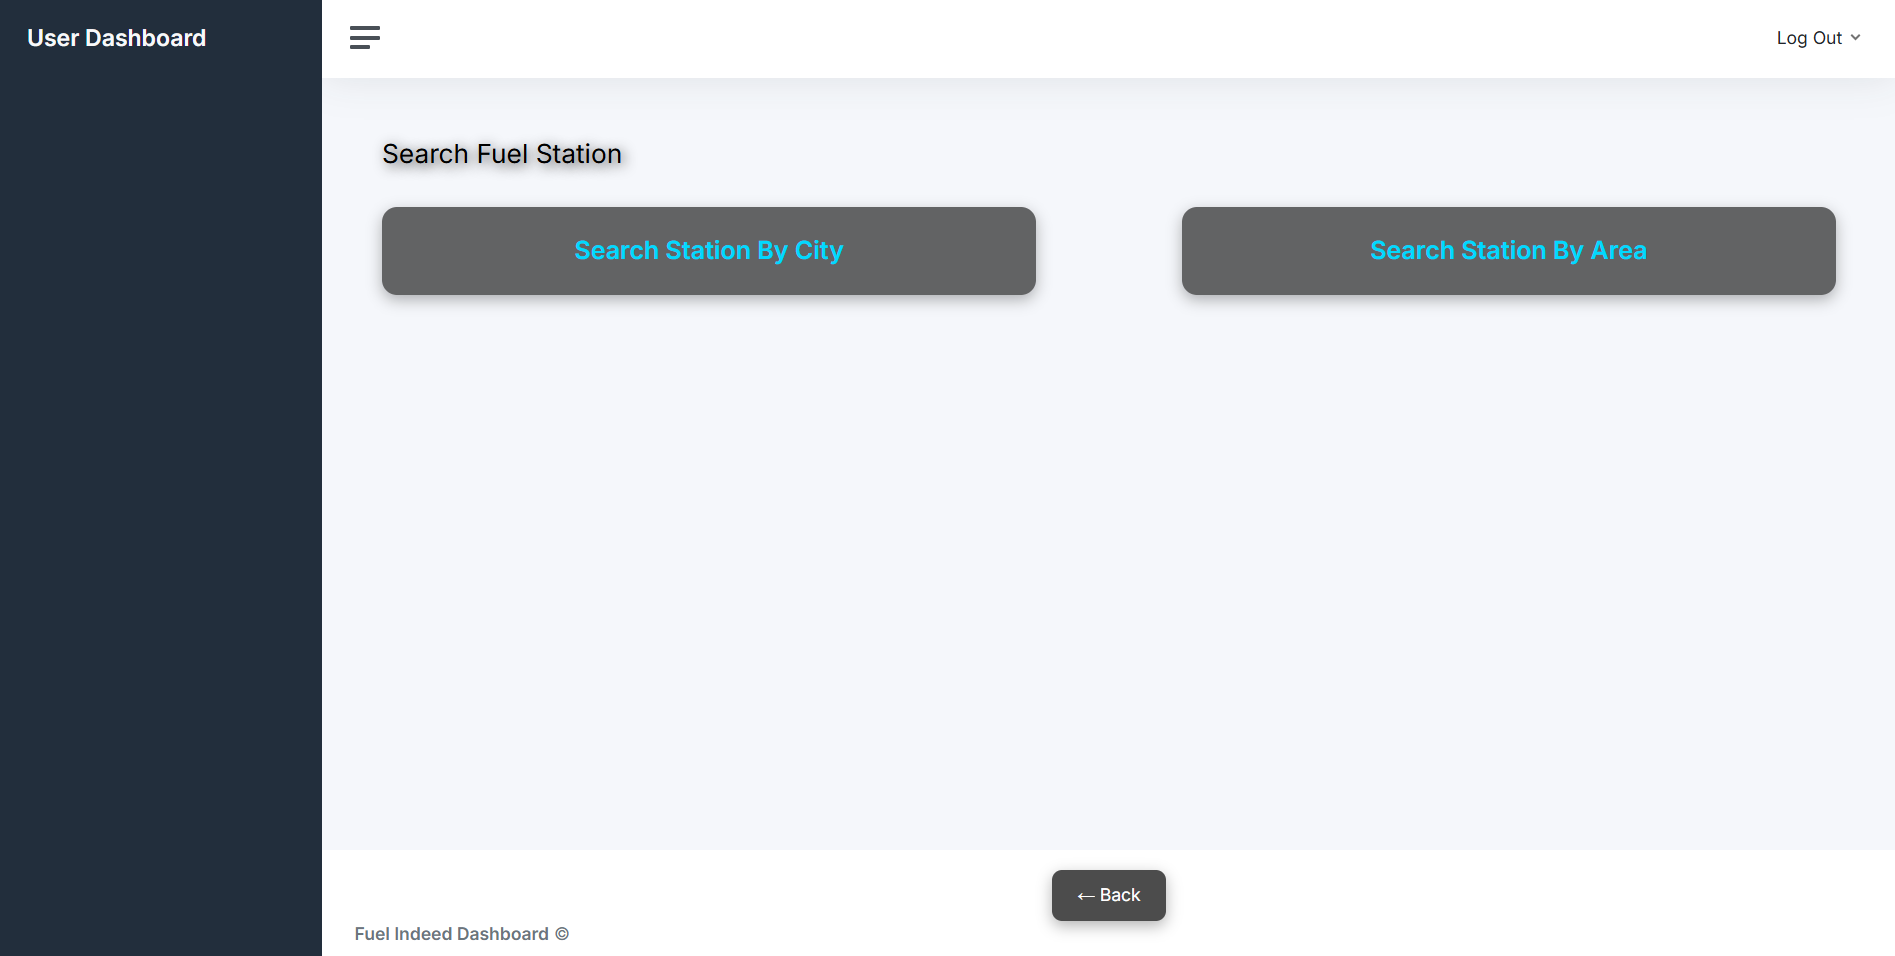 User Dashboard
Log Out
Search Fuel Station
Search Station By City
Search Station By Area
← Back
Fuel Indeed Dashboard ©